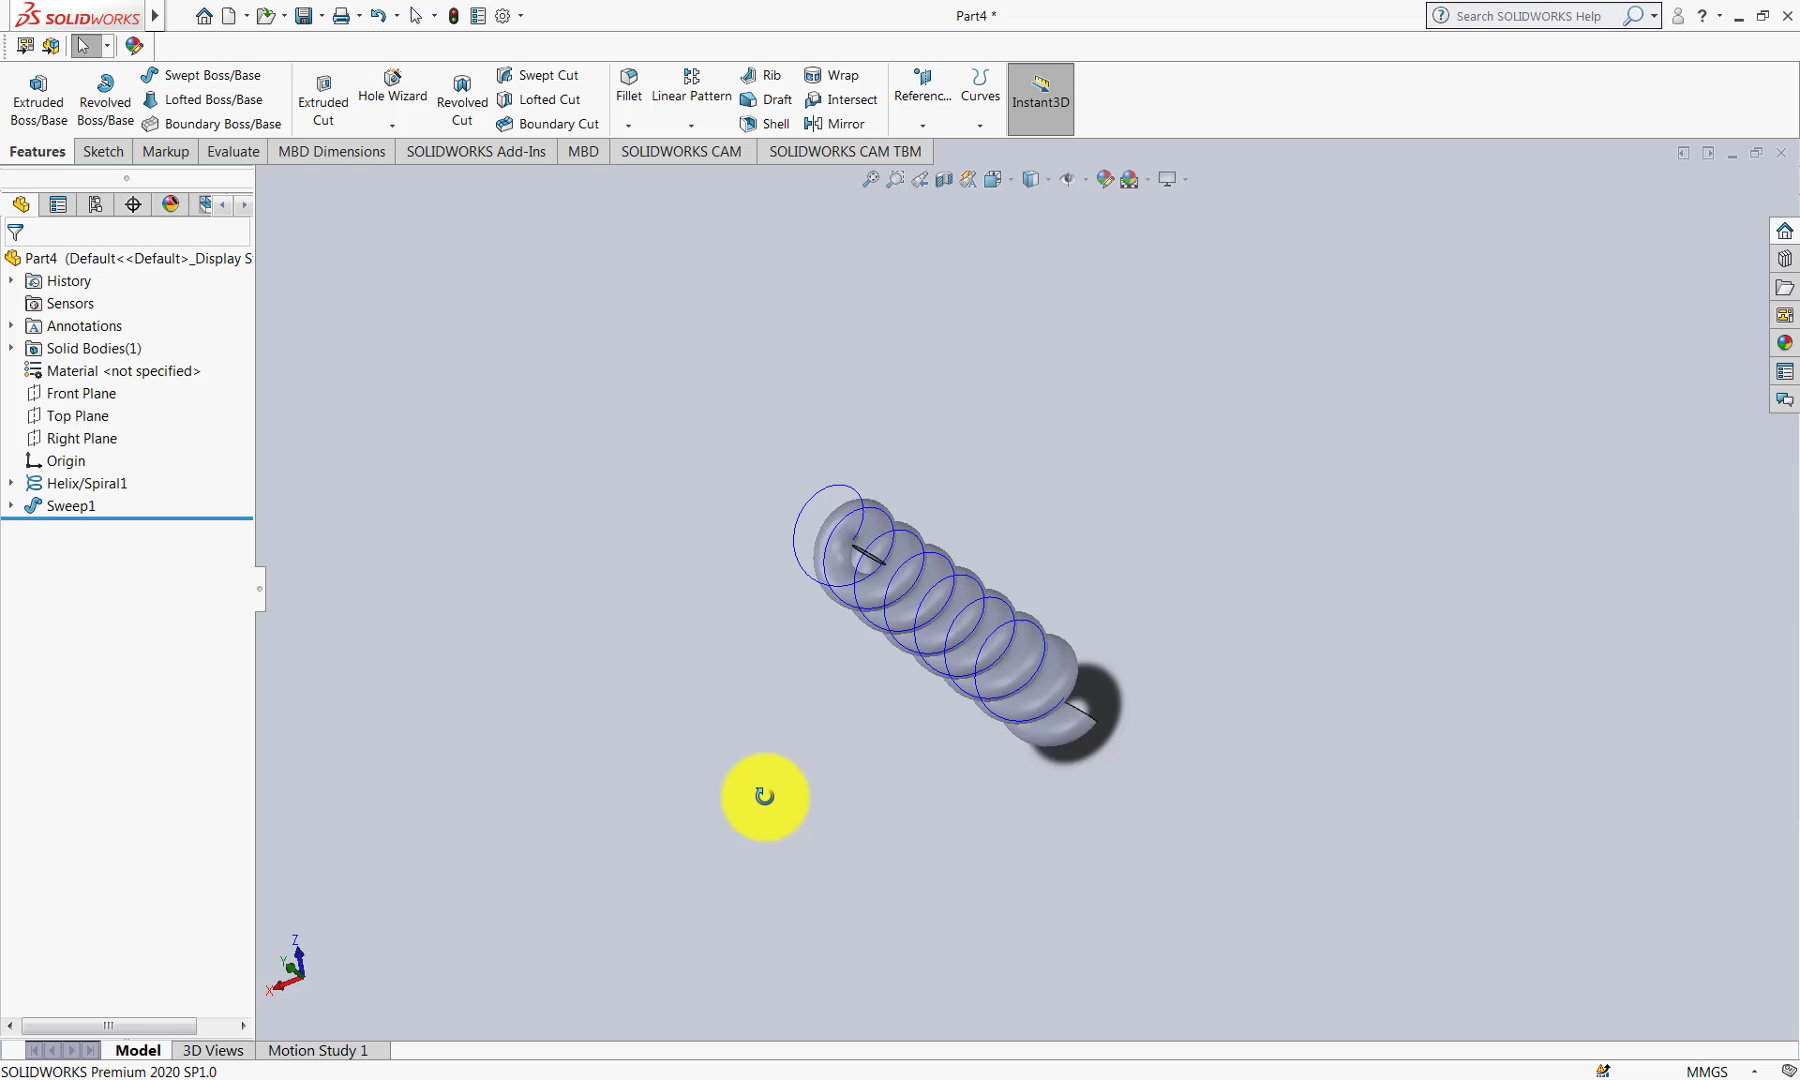 SOLIDWORKS
Part4 *
Search SOLIDWORKS Help
Extruded Boss/Base
Revolved Boss/Base
Swept Boss/Base
Lofted Boss/Base
Boundary Boss/Base
Extruded Cut
Hole Wizard
Revolved Cut
Swept Cut
Lofted Cut
Boundary Cut
Fillet
Linear Pattern
Rib
Draft
Shell
Wrap
Intersect
Mirror
Referenc...
Curves
Instant3D
Features
Sketch
Markup
Evaluate
MBD Dimensions
SOLIDWORKS Add-Ins
MBD
SOLIDWORKS CAM
SOLIDWORKS CAM TBM
Part4 (Default<<Default>_Display S
History
Sensors
Annotations
Solid Bodies(1)
Material <not specified>
Front Plane
Top Plane
Right Plane
Origin
Helix/Spiral1
Sweep1
Z
Y
X
Model
3D Views
Motion Study 1
SOLIDWORKS Premium 2020 SP1.0
MMGS